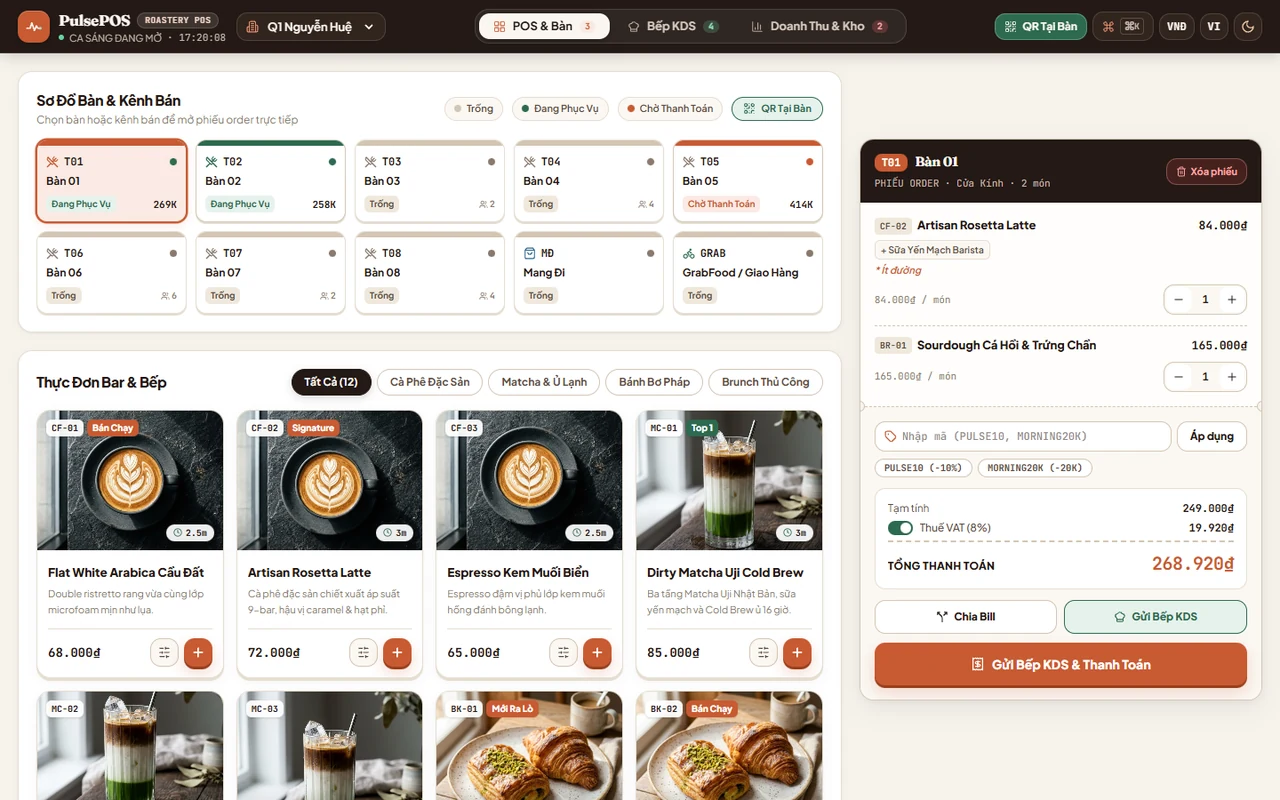 PulsePOS ROASTERY POS
CA SÁNG ĐANG MỞ · 17:20:08
Q1 Nguyễn Huệ
POS & Bàn 3
Bếp KDS 4
Doanh Thu & Kho 2
QR Tại Bàn
⌘ ⌘K
VNĐ
VI
Sơ Đồ Bàn & Kênh Bán
Chọn bàn hoặc kênh bán để mở phiếu order trực tiếp
Trống
Đang Phục Vụ
Chờ Thanh Toán
QR Tại Bàn
T01
Bàn 01
Đang Phục Vụ 269K
T02
Bàn 02
Đang Phục Vụ 258K
T03
Bàn 03
Trống 2
T04
Bàn 04
Trống 4
T05
Bàn 05
Chờ Thanh Toán 414K
T06
Bàn 06
Trống 6
T07
Bàn 07
Trống 2
T08
Bàn 08
Trống 4
MĐ
Mang Đi
Trống
GRAB
GrabFood / Giao Hàng
Trống
Thực Đơn Bar & Bếp
Tất Cả (12)
Cà Phê Đặc Sản
Matcha & Ủ Lạnh
Bánh Bơ Pháp
Brunch Thủ Công
CF-01 Bán Chạy
2.5m
Flat White Arabica Cầu Đất
Double ristretto rang vừa cùng lớp
microfoam mịn như lụa.
68.000₫
CF-02 Signature
3m
Artisan Rosetta Latte
Cà phê đặc sản chiết xuất áp suất
9-bar, hậu vị caramel & hạt phỉ.
72.000₫
CF-03
2.5m
Espresso Kem Muối Biển
Espresso đậm vị phủ lớp kem muối
hồng đánh bông lạnh.
65.000₫
MC-01 Top 1
3m
Dirty Matcha Uji Cold Brew
Ba tầng Matcha Uji Nhật Bản, sữa
yến mạch và Cold Brew ủ 16 giờ.
85.000₫
MC-02
MC-03
BK-01 Mới Ra Lò
BK-02 Bán Chạy
T01 Bàn 01
PHIẾU ORDER · Cửa Kính · 2 món
Xóa phiếu
CF-02 Artisan Rosetta Latte 84.000₫
+ Sữa Yến Mạch Barista
* Ít đường
84.000₫ / món
− 1 +
BR-01 Sourdough Cá Hồi & Trứng Chần 165.000₫
165.000₫ / món
− 1 +
Nhập mã (PULSE10, MORNING20K)
Áp dụng
PULSE10 (-10%)
MORNING20K (-20K)
Tạm tính 249.000₫
Thuế VAT (8%) 19.920₫
TỔNG THANH TOÁN 268.920₫
Chia Bill
Gửi Bếp KDS
Gửi Bếp KDS & Thanh Toán